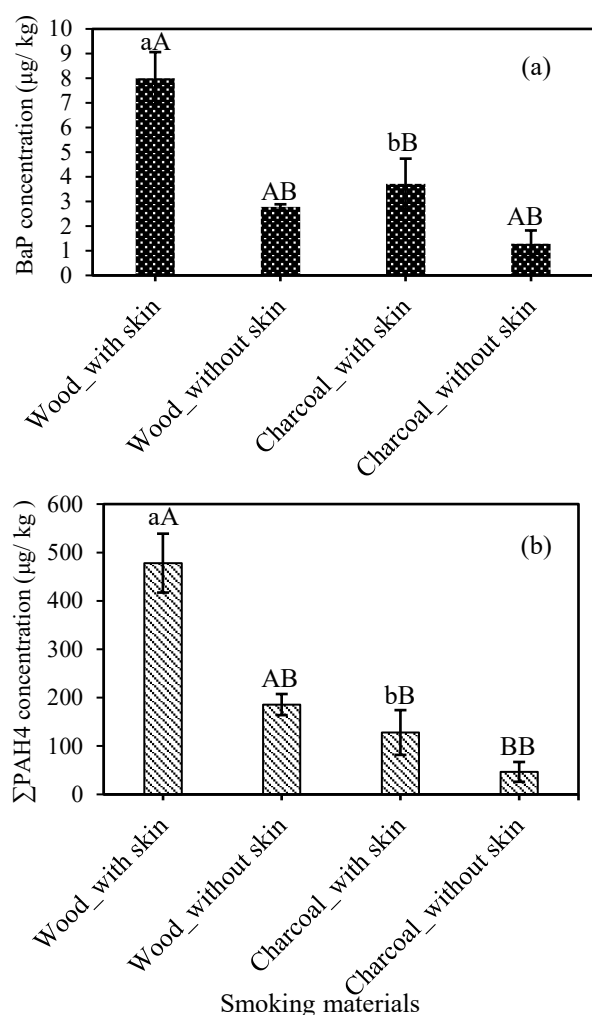 BaP concentration (µg/ kg)
10
9
8
7
6
5
4
3
2
1
0
(a)
aA
AB
bB
AB
Wood_with skin
Wood_without skin
Charcoal_with skin
Charcoal_without skin
∑PAH4 concentration (µg/ kg )
600
500
400
300
200
100
0
(b)
aA
AB
bB
BB
Wood_with skin
Wood_without skin
Charcoal_with skin
Charcoal_without skin
Smoking materials